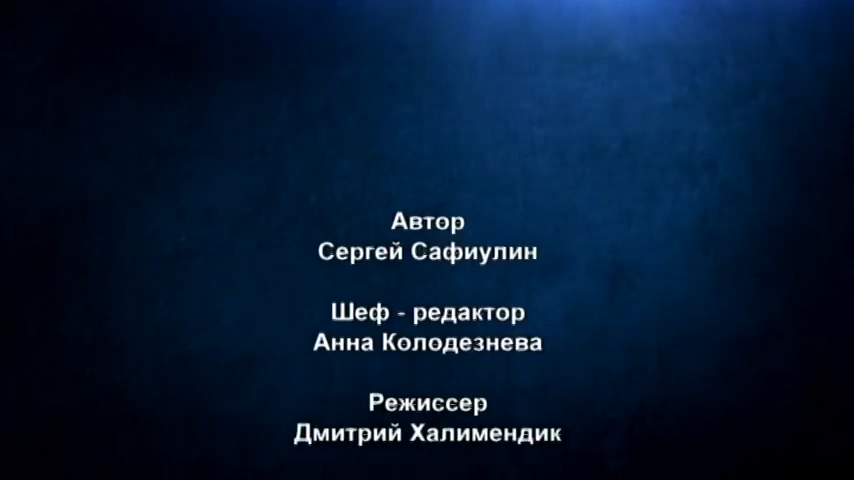 Автор
Сергей Сафиулин
Шеф - редактор
Анна Колодезнева
Режиссер
Дмитрий Халимендик